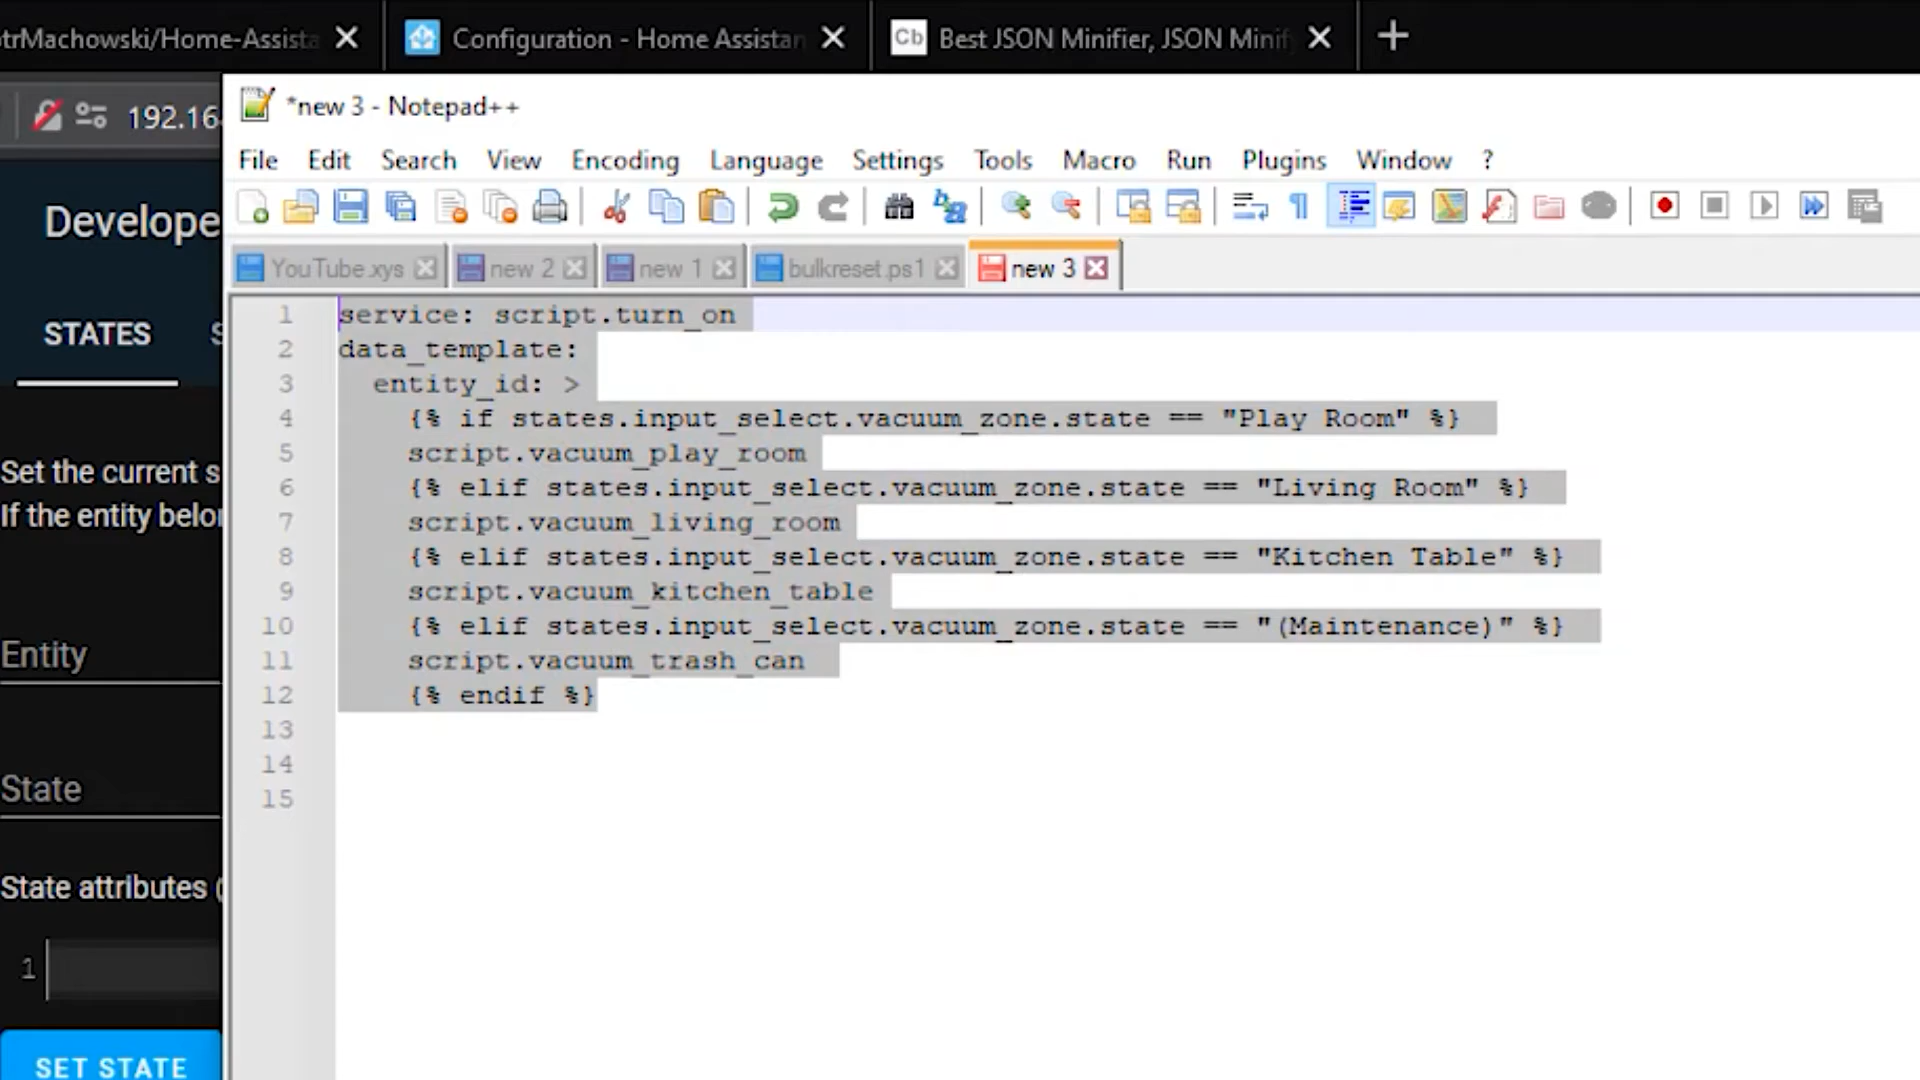 otrMachowski/Home-Assista
Configuration - Home Assistan
Cb
Best JSON Minifier, JSON Minif
192.16
*new 3 - Notepad++
File Edit Search View Encoding Language Settings Tools Macro Run Plugins Window ?
Develope
YouTube.xys
new 2
new 1
bulkreset.ps1
new 3
STATES S
Set the current s
If the entity belo
Entity
State
State attributes (
1
SET STATE
1 service: script.turn_on
2 data_template:
3 entity_id: >
4 {% if states.input_select.vacuum_zone.state == "Play Room" %}
5 script.vacuum_play_room
6 {% elif states.input_select.vacuum_zone.state == "Living Room" %}
7 script.vacuum_living_room
8 {% elif states.input_select.vacuum_zone.state == "Kitchen Table" %}
9 script.vacuum_kitchen_table
10 {% elif states.input_select.vacuum_zone.state == "(Maintenance)" %}
11 script.vacuum_trash_can
12 {% endif %}
13
14
15